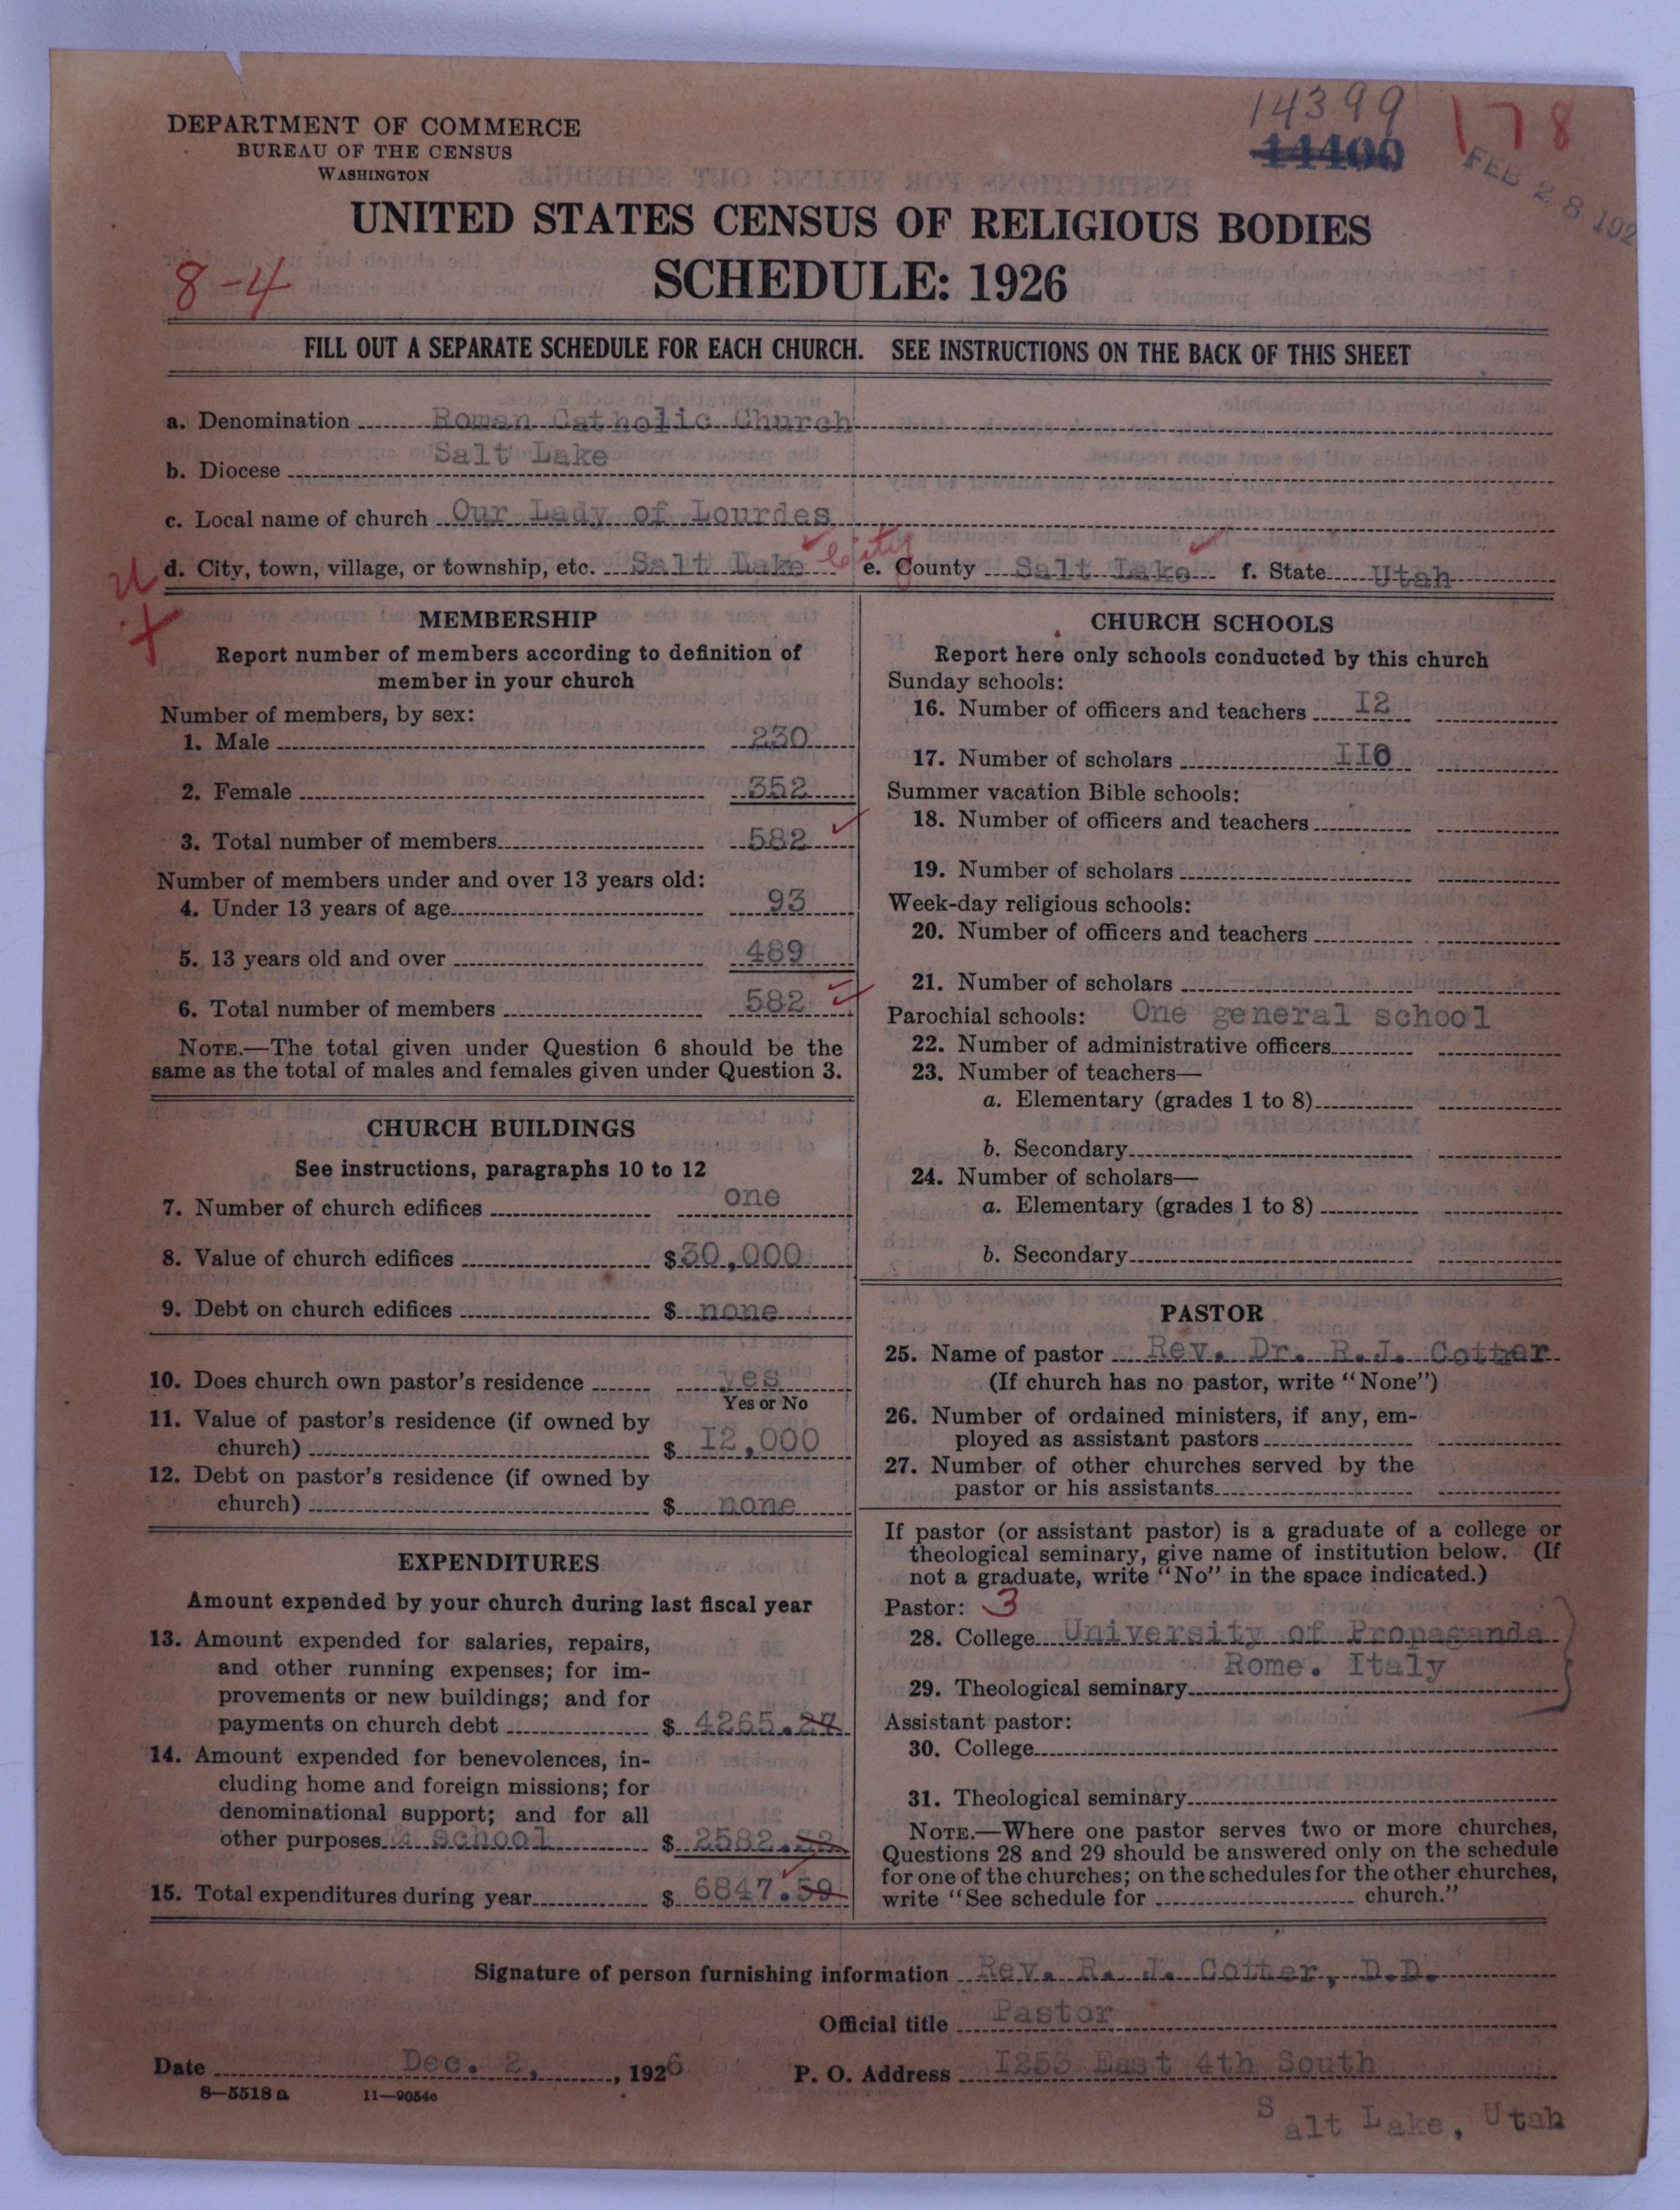 DEPARTMENT OF COMMERCE
BUREAU OF THE CENSUS
WASHINGTON
14399
14400
178
FEB 28 192
UNITED STATES CENSUS OF RELIGIOUS BODIES
SCHEDULE: 1926
8-4
FILL OUT A SEPARATE SCHEDULE FOR EACH CHURCH. SEE INSTRUCTIONS ON THE BACK OF THIS SHEET
a. Denomination Roman Catholic Church
b. Diocese Salt Lake
c. Local name of church Our Lady of Lourdes
d. City, town, village, or township, etc. Salt Lake City e. County Salt Lake f. State Utah
MEMBERSHIP
Report number of members according to definition of
member in your church
Number of members, by sex:
1. Male 230
2. Female 352
3. Total number of members 582
Number of members under and over 13 years old:
4. Under 13 years of age 93
5. 13 years old and over 489
6. Total number of members 582
NOTE.—The total given under Question 6 should be the
same as the total of males and females given under Question 3.
CHURCH BUILDINGS
See instructions, paragraphs 10 to 12
7. Number of church edifices one
8. Value of church edifices $30,000
9. Debt on church edifices $ none
10. Does church own pastor's residence yes
Yes or No
11. Value of pastor's residence (if owned by
church) $ I2,000
12. Debt on pastor's residence (if owned by
church) $ none
EXPENDITURES
Amount expended by your church during last fiscal year
13. Amount expended for salaries, repairs,
and other running expenses; for im-
provements or new buildings; and for
payments on church debt $ 4265.27
14. Amount expended for benevolences, in-
cluding home and foreign missions; for
denominational support; and for all
other purposes & school $ 2582.32
15. Total expenditures during year $ 6847.59
CHURCH SCHOOLS
Report here only schools conducted by this church
Sunday schools:
16. Number of officers and teachers I2
17. Number of scholars II0
Summer vacation Bible schools:
18. Number of officers and teachers
19. Number of scholars
Week-day religious schools:
20. Number of officers and teachers
21. Number of scholars
Parochial schools: One general school
22. Number of administrative officers
23. Number of teachers—
a. Elementary (grades 1 to 8)
b. Secondary
24. Number of scholars—
a. Elementary (grades 1 to 8)
b. Secondary
PASTOR
25. Name of pastor Rev. Dr. R.J. Cotter
(If church has no pastor, write "None")
26. Number of ordained ministers, if any, em-
ployed as assistant pastors
27. Number of other churches served by the
pastor or his assistants
If pastor (or assistant pastor) is a graduate of a college or
theological seminary, give name of institution below. (If
not a graduate, write "No" in the space indicated.)
Pastor: 3
28. College University of Propaganda
Rome. Italy
29. Theological seminary
Assistant pastor:
30. College
31. Theological seminary
NOTE.—Where one pastor serves two or more churches,
Questions 28 and 29 should be answered only on the schedule
for one of the churches; on the schedules for the other churches,
write "See schedule for church."
Signature of person furnishing information Rev. R. J. Cotter, D.D.
Official title Pastor
Date Dec. 2, , 1926 P. O. Address I253 East 4th South
8—5518 a 11—9054c
Salt Lake, Utah